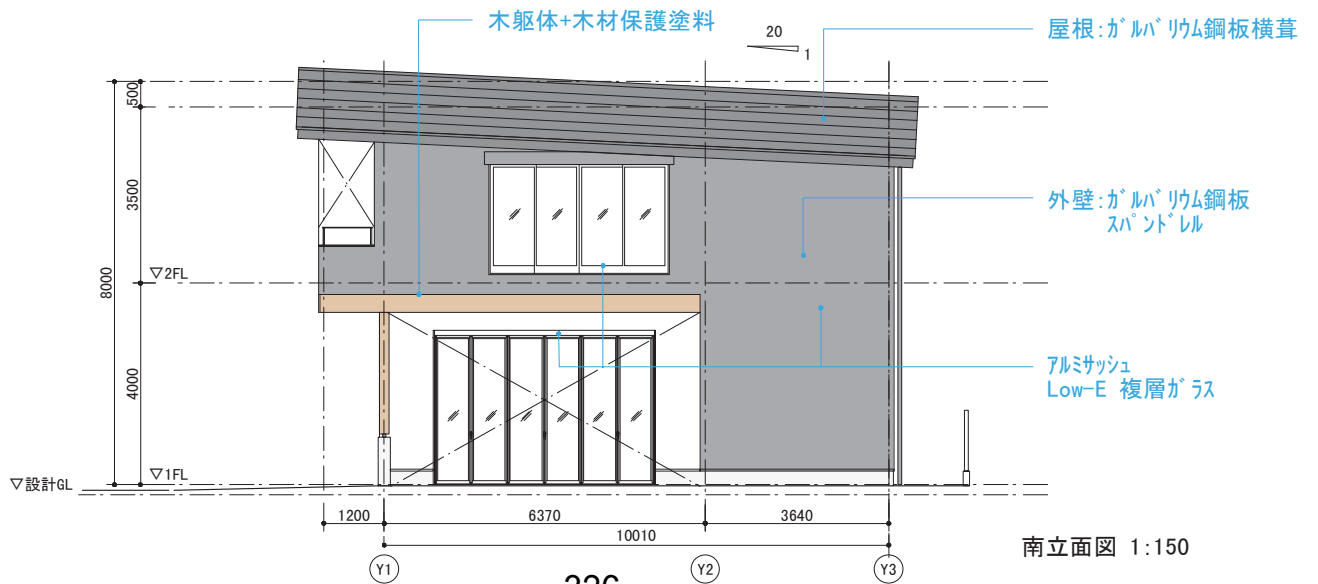 木躯体+木材保護塗料
20
1
屋根:ｶﾞﾙﾊﾞﾘｳﾑ鋼板横葺
500
3500
8000
外壁:ｶﾞﾙﾊﾞﾘｳﾑ鋼板
ｽﾊﾟﾝﾄﾞﾚﾙ
▽2FL
4000
ｱﾙﾐｻｯｼｭ
Low-E 複層ｶﾞﾗｽ
▽1FL
▽設計GL
1200
6370
3640
10010
南立面図 1:150
Y1
Y2
Y3